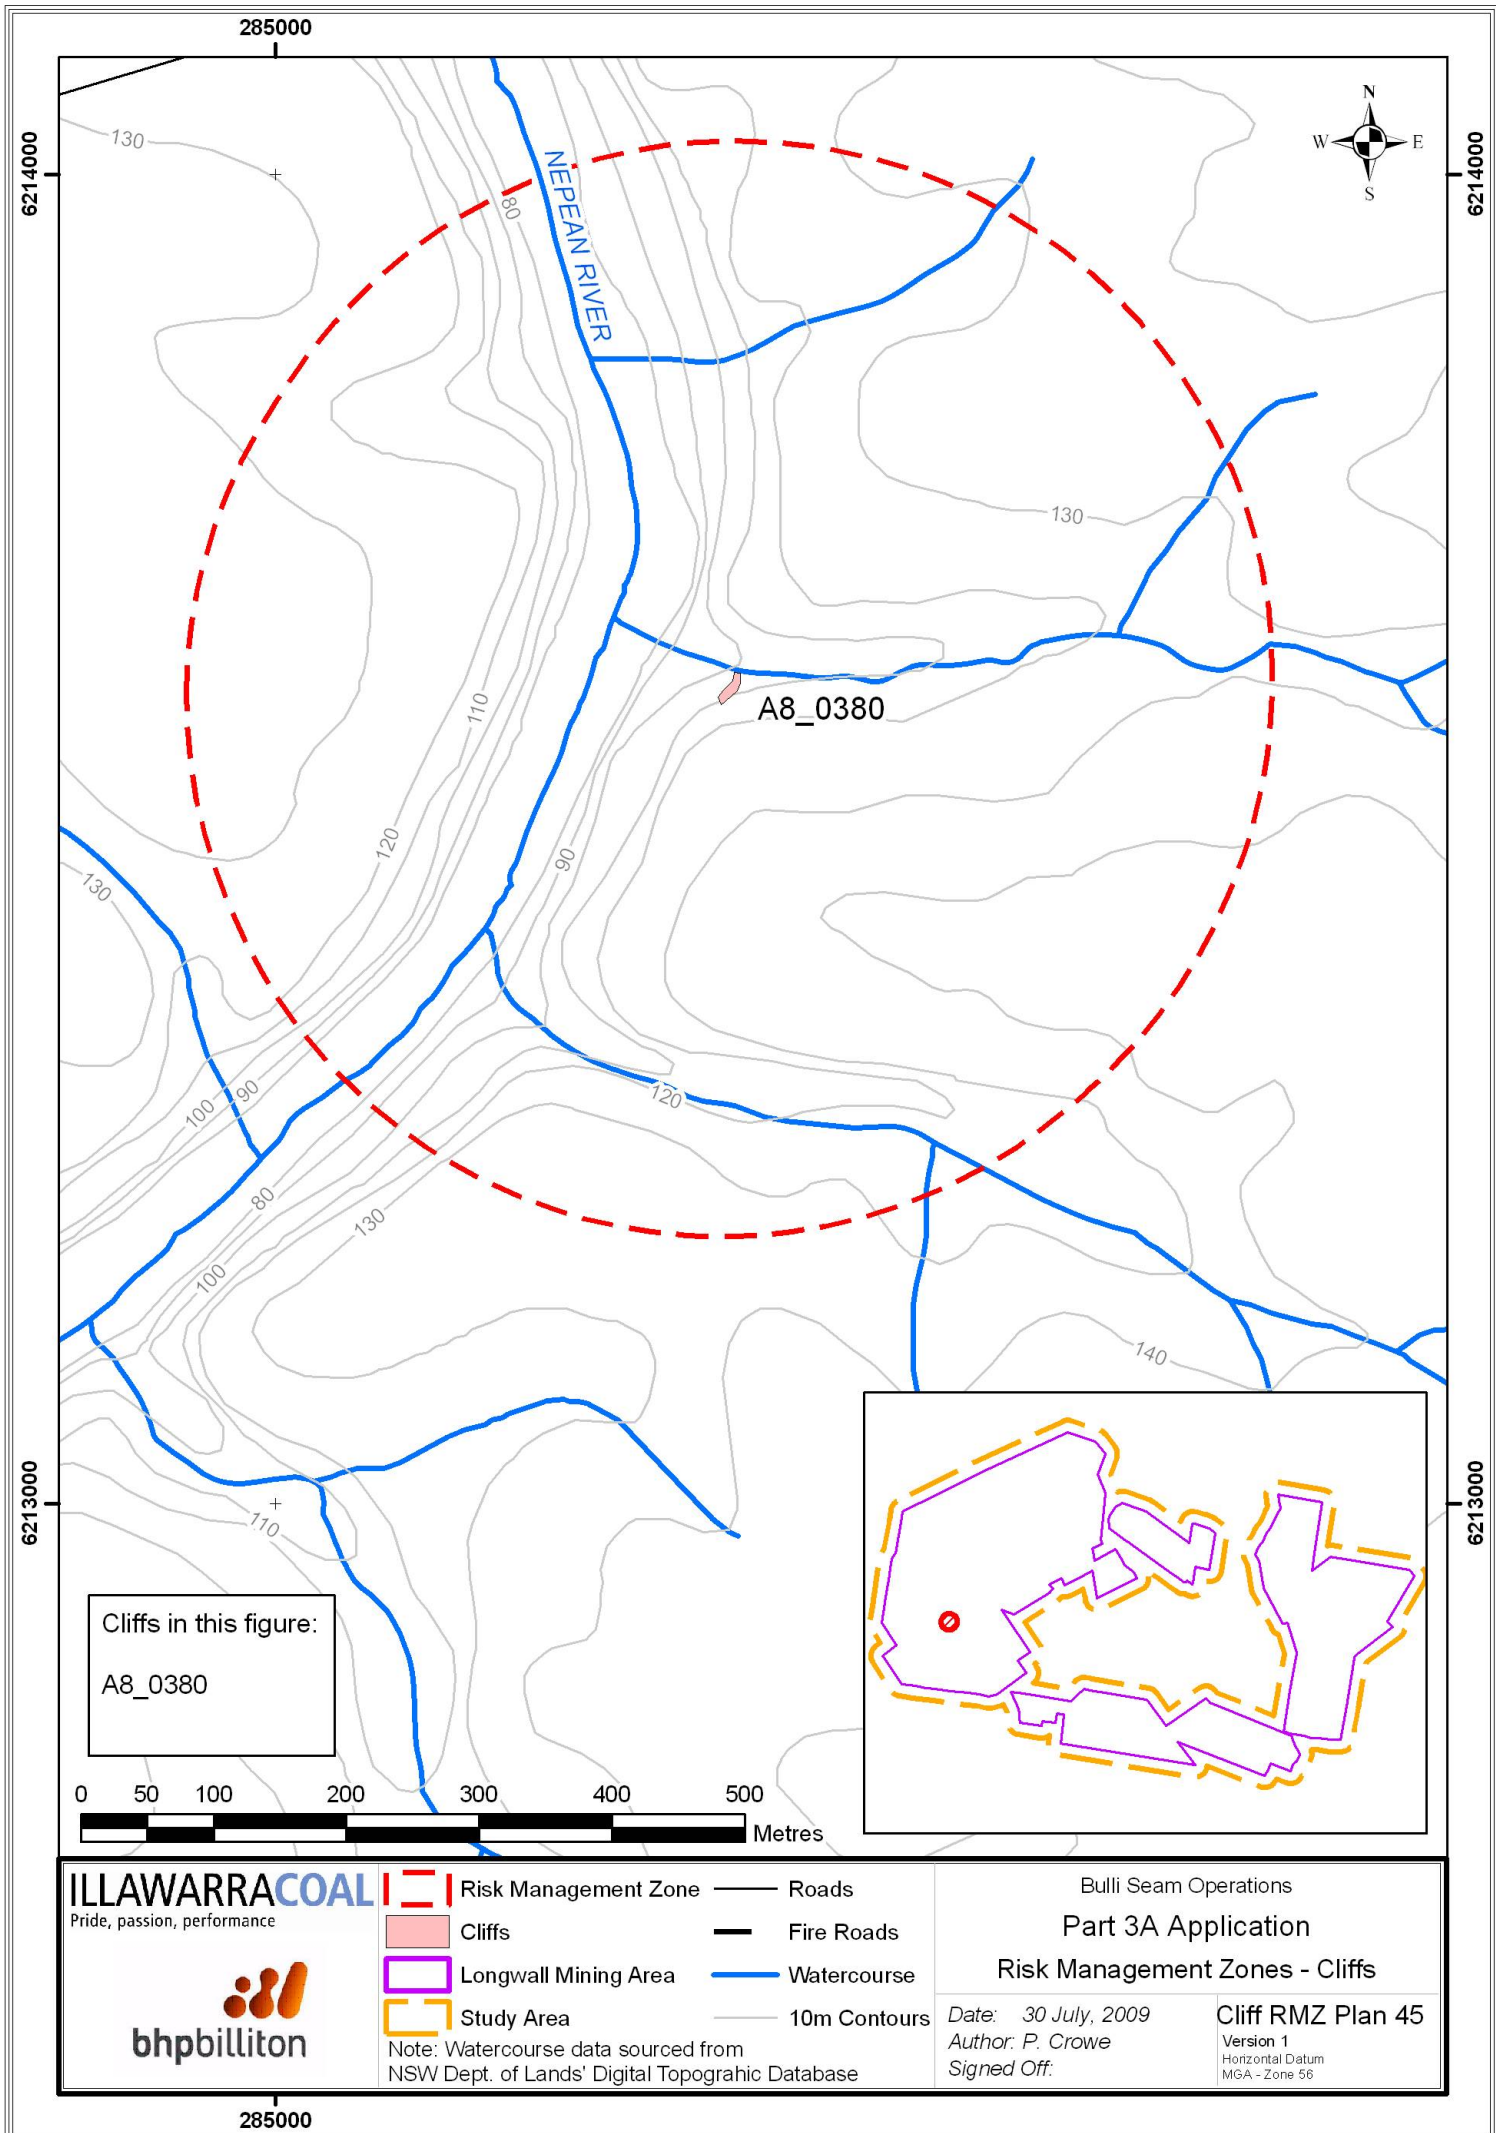 285000
6214000
6214000
N
W E
S
130
80
NEPEAN RIVER
130
A8_0380
110
120
90
130
120
100
90
80
130
100
140
6213000
6213000
110
Cliffs in this figure:
A8_0380
0 50 100 200 300 400 500
Metres
ILLAWARRACOAL
Pride, passion, performance
bhpbilliton
Risk Management Zone
Cliffs
Longwall Mining Area
Study Area
Roads
Fire Roads
Watercourse
10m Contours
Note: Watercourse data sourced from
NSW Dept. of Lands' Digital Topograhic Database
Bulli Seam Operations
Part 3A Application
Risk Management Zones - Cliffs
Date: 30 July, 2009
Author: P. Crowe
Signed Off:
Cliff RMZ Plan 45
Version 1
Horizontal Datum
MGA - Zone 56
285000